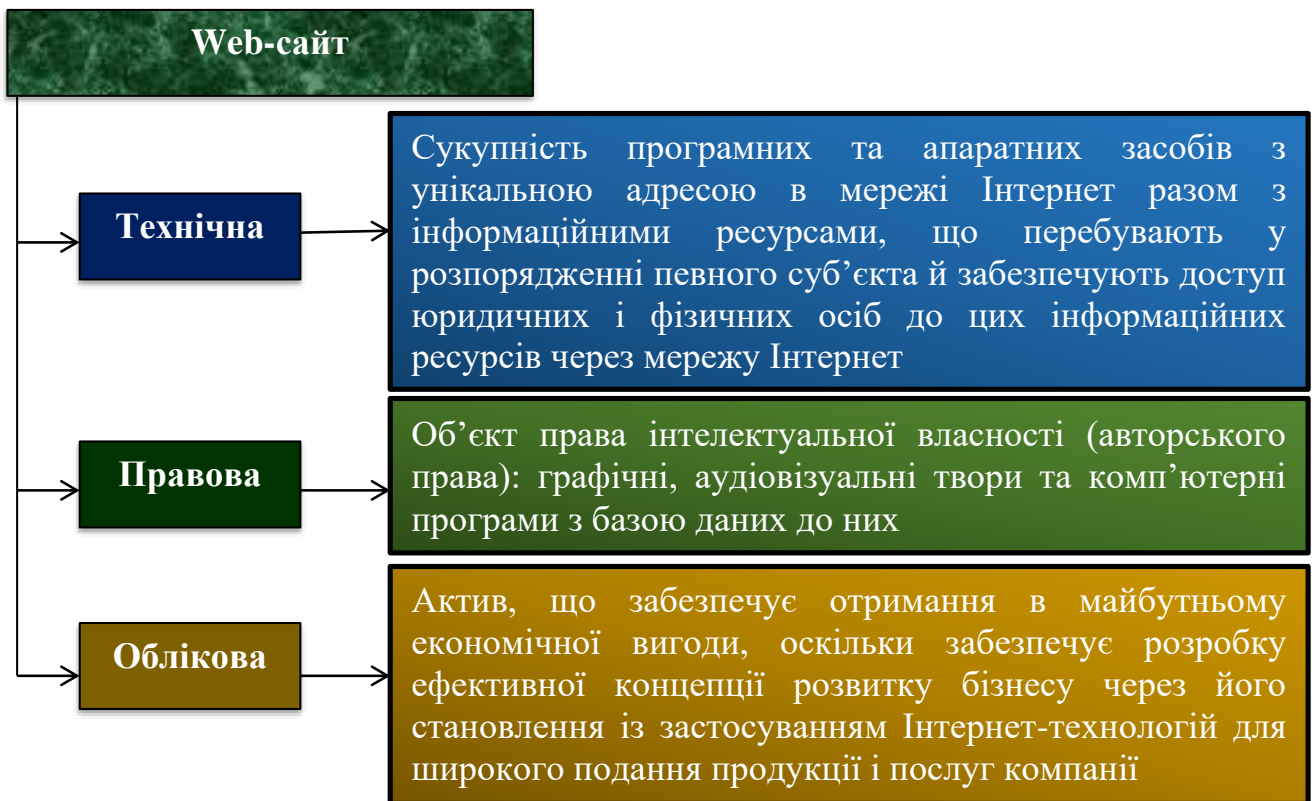 Web-сайт
Технічна
Сукупність програмних та апаратних засобів з
унікальною адресою в мережі Інтернет разом з
інформаційними ресурсами, що перебувають у
розпорядженні певного суб’єкта й забезпечують доступ
юридичних і фізичних осіб до цих інформаційних
ресурсів через мережу Інтернет
Правова
Об’єкт права інтелектуальної власності (авторського
права): графічні, аудіовізуальні твори та комп’ютерні
програми з базою даних до них
Облікова
Актив, що забезпечує отримання в майбутньому
економічної вигоди, оскільки забезпечує розробку
ефективної концепції розвитку бізнесу через його
становлення із застосуванням Інтернет-технологій для
широкого подання продукції і послуг компанії